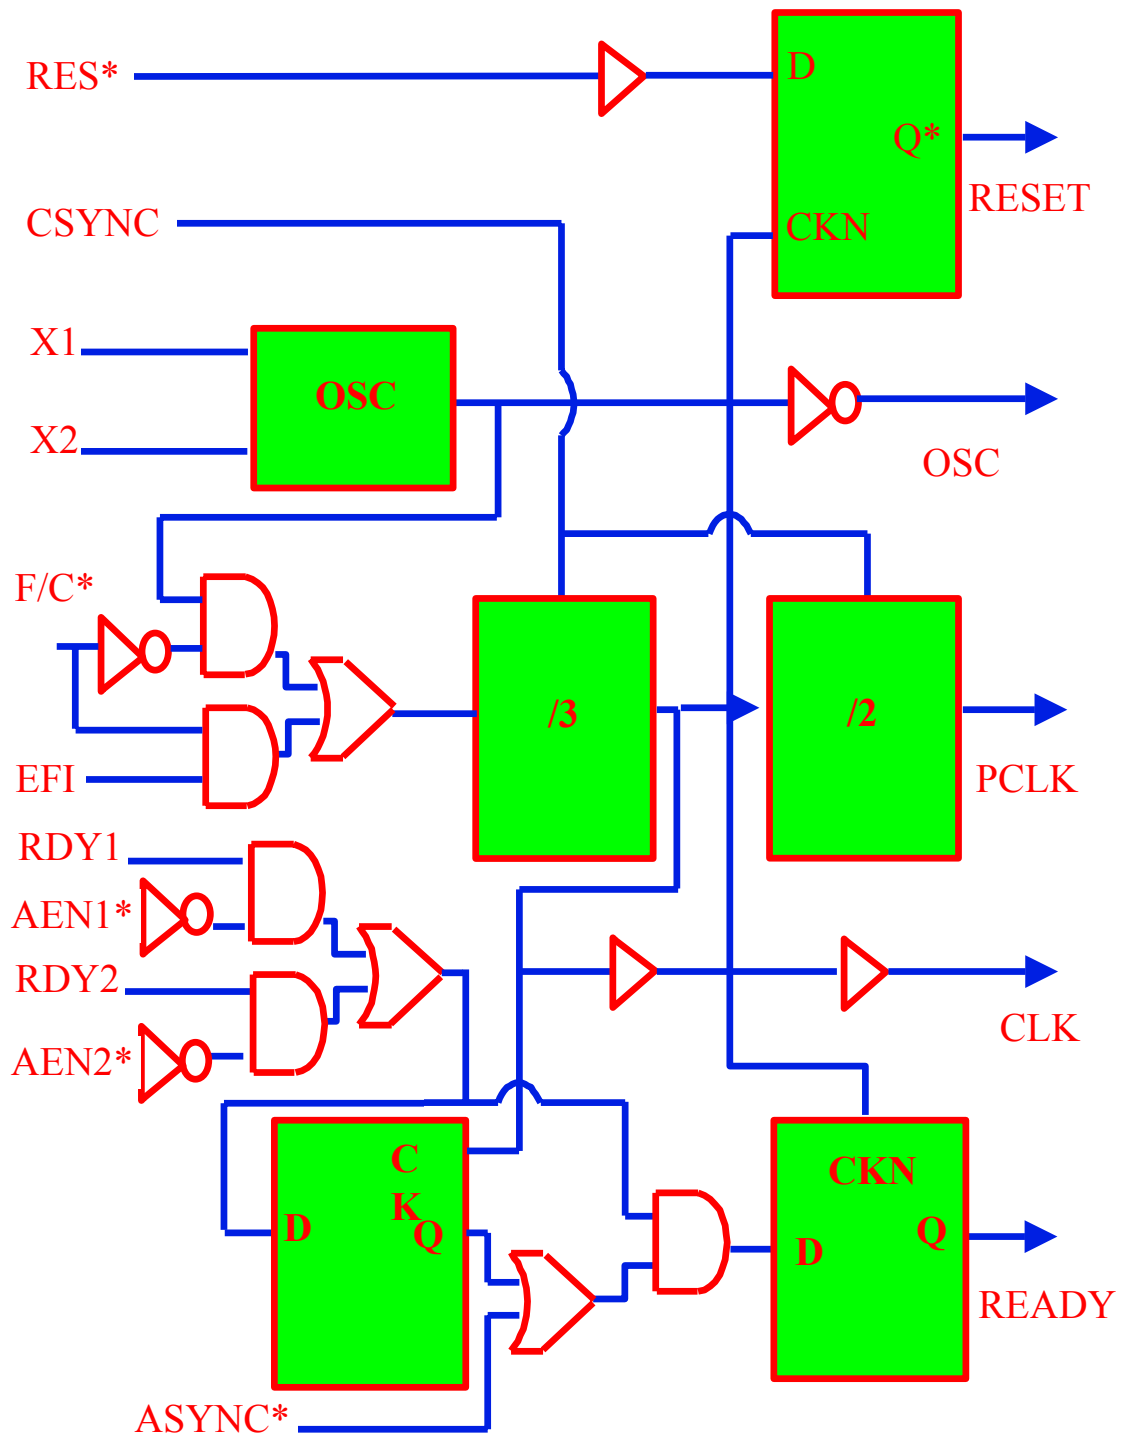 RES*
D
Q*
RESET
CSYNC
CKN
X1
OSC
X2
OSC
F/C*
/3
/2
EFI
PCLK
RDY1
AEN1*
RDY2
CLK
AEN2*
C
K
CKN
D
Q
D
Q
READY
ASYNC*